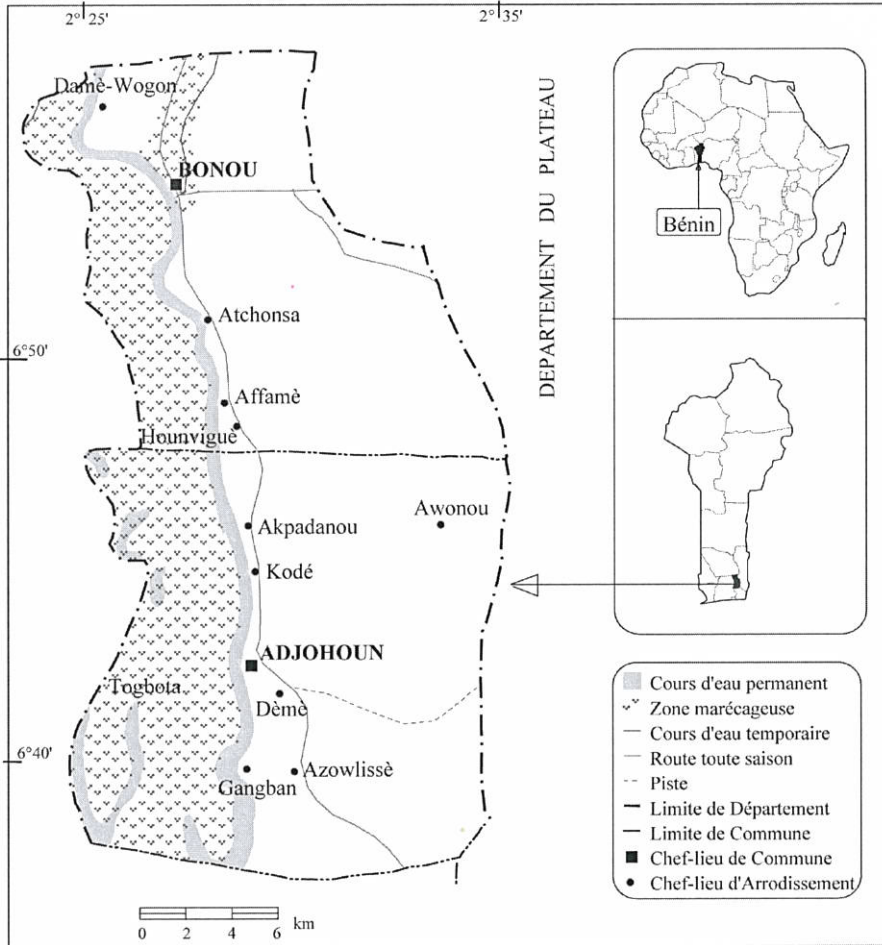 2°25'
2°35'
Damè-Wogon
BONOU
Atchonsa
6°50'
Affamè
Hounviguè
Akpadanou
Awonou
Kodé
ADJOHOUN
Togbota
Dèmè
6°40'
Gangban
Azowlissè
0 2 4 6 km
DEPARTEMENT DU PLATEAU
Bénin
Cours d'eau permanent
Zone marécageuse
Cours d'eau temporaire
Route toute saison
Piste
Limite de Département
Limite de Commune
Chef-lieu de Commune
Chef-lieu d'Arrodissement